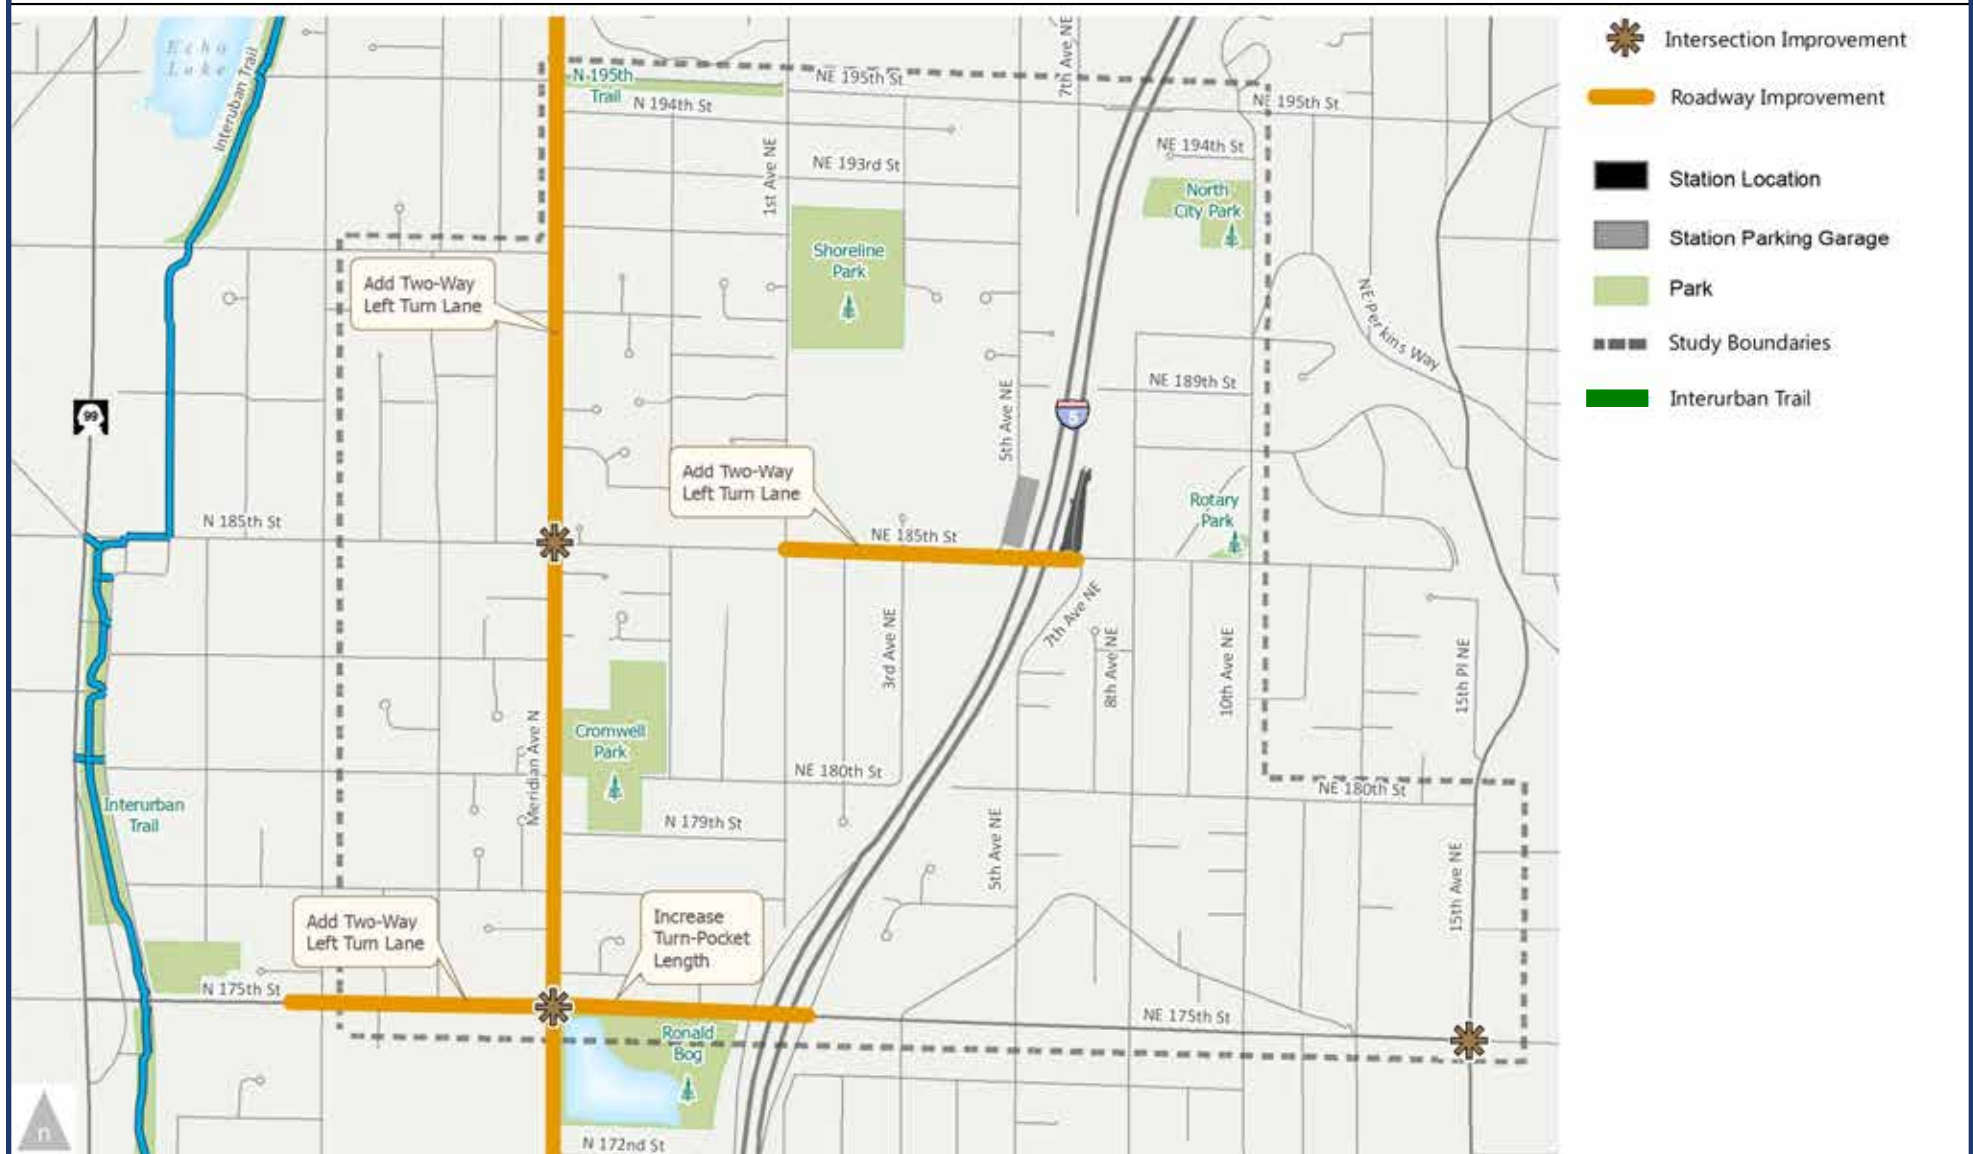 Echo
Lake
Interuban Trail
7th Ave NE
N 195th
Trail
NE 195th St
N 194th St
NE 195th St
1st Ave NE
NE 193rd St
NE 194th St
North
City Park
Shoreline
Park
Add Two-Way
Left Turn Lane
NE Perkins Way
99
5
5th Ave NE
NE 189th St
Add Two-Way
Left Turn Lane
Rotary
Park
N 185th St
NE 185th St
7th Ave NE
3rd Ave NE
8th Ave NE
10th Ave NE
15th Pl NE
Meridian Ave N
Cromwell
Park
NE 180th St
NE 180th St
Interurban
Trail
N 179th St
5th Ave NE
15th Ave NE
Add Two-Way
Left Turn Lane
Increase
Turn-Pocket
Length
N 175th St
NE 175th St
Ronald
Bog
N 172nd St
n
Intersection Improvement
Roadway Improvement
Station Location
Station Parking Garage
Park
Study Boundaries
Interurban Trail